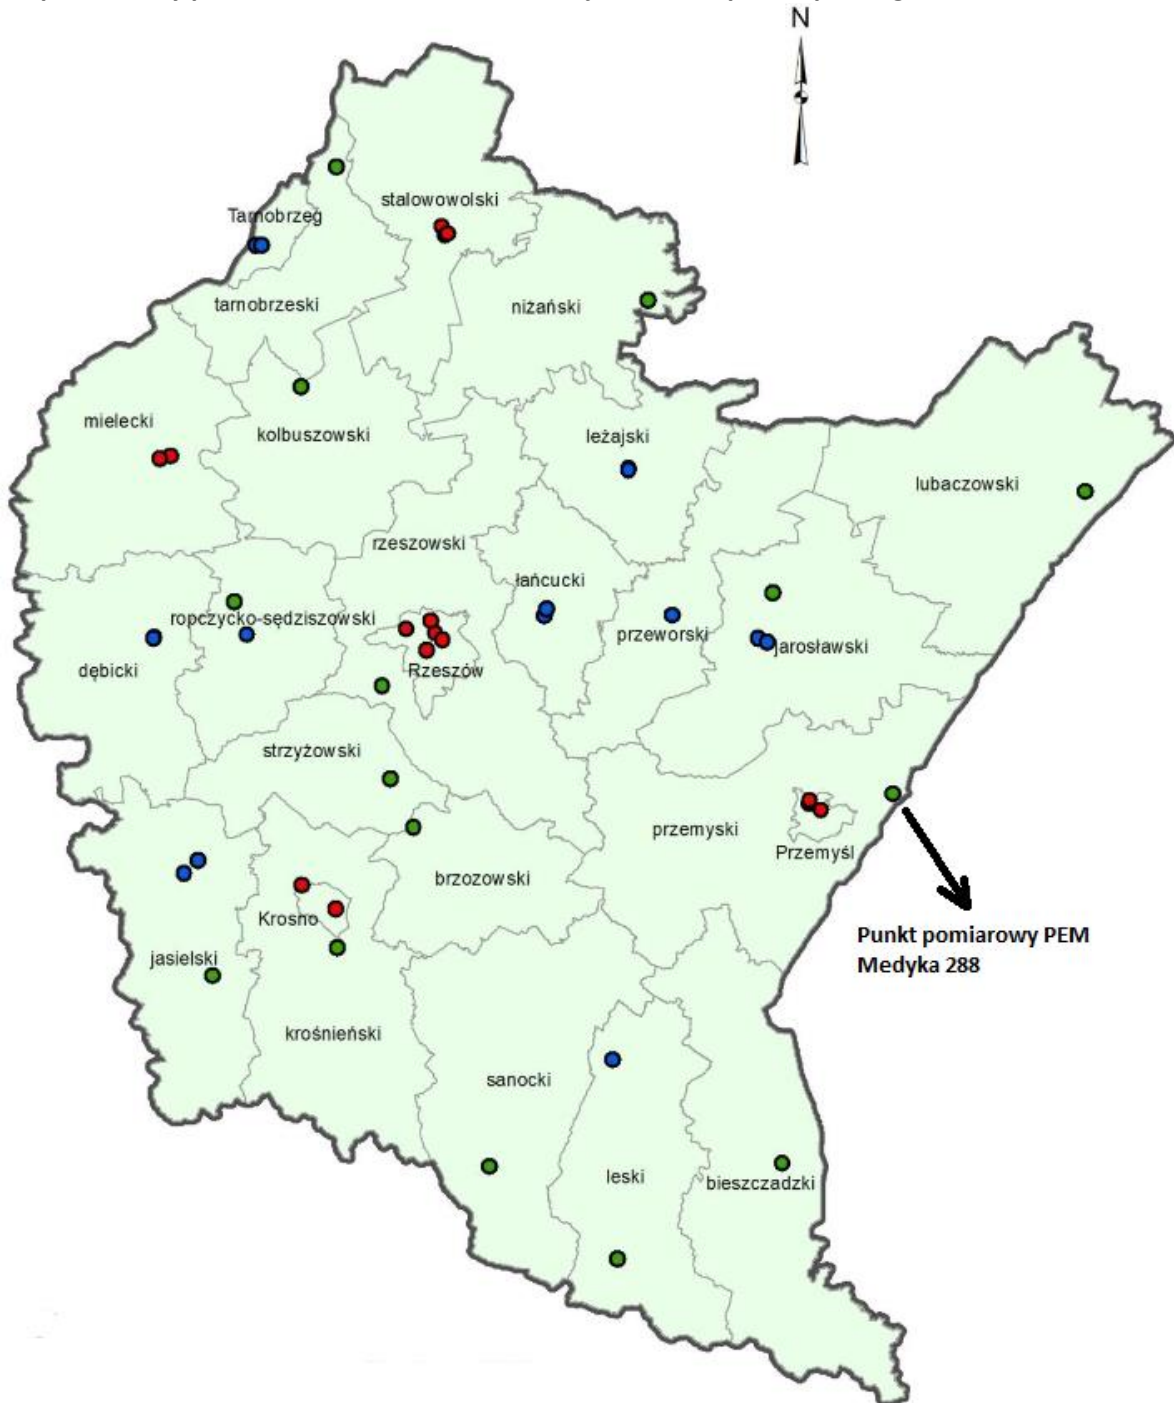 N
stalowowolski
Tarnobrzeg
tarnobrzeski
niżański
mielecki
kolbuszowski
leżajski
lubaczowski
rzeszowski
łańcucki
ropczycko-sędziszowski
przeworski
jarosławski
dębicki
Rzeszów
strzyżowski
przemyski
Przemyśl
brzozowski
Krosno
Punkt pomiarowy PEM
Medyka 288
jasielski
krośnieński
sanocki
leski
bieszczadzki